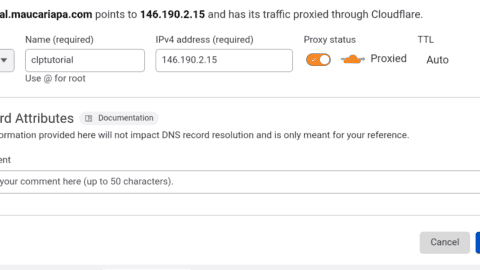 al.maucariapa.com points to 146.190.2.15 and has its traffic proxied through Cloudflare.
Name (required) IPv4 address (required) Proxy status TTL
clptutorial 146.190.2.15 Proxied Auto
Use @ for root
rd Attributes Documentation
ormation provided here will not impact DNS record resolution and is only meant for your reference.
ent
your comment here (up to 50 characters).
Cancel